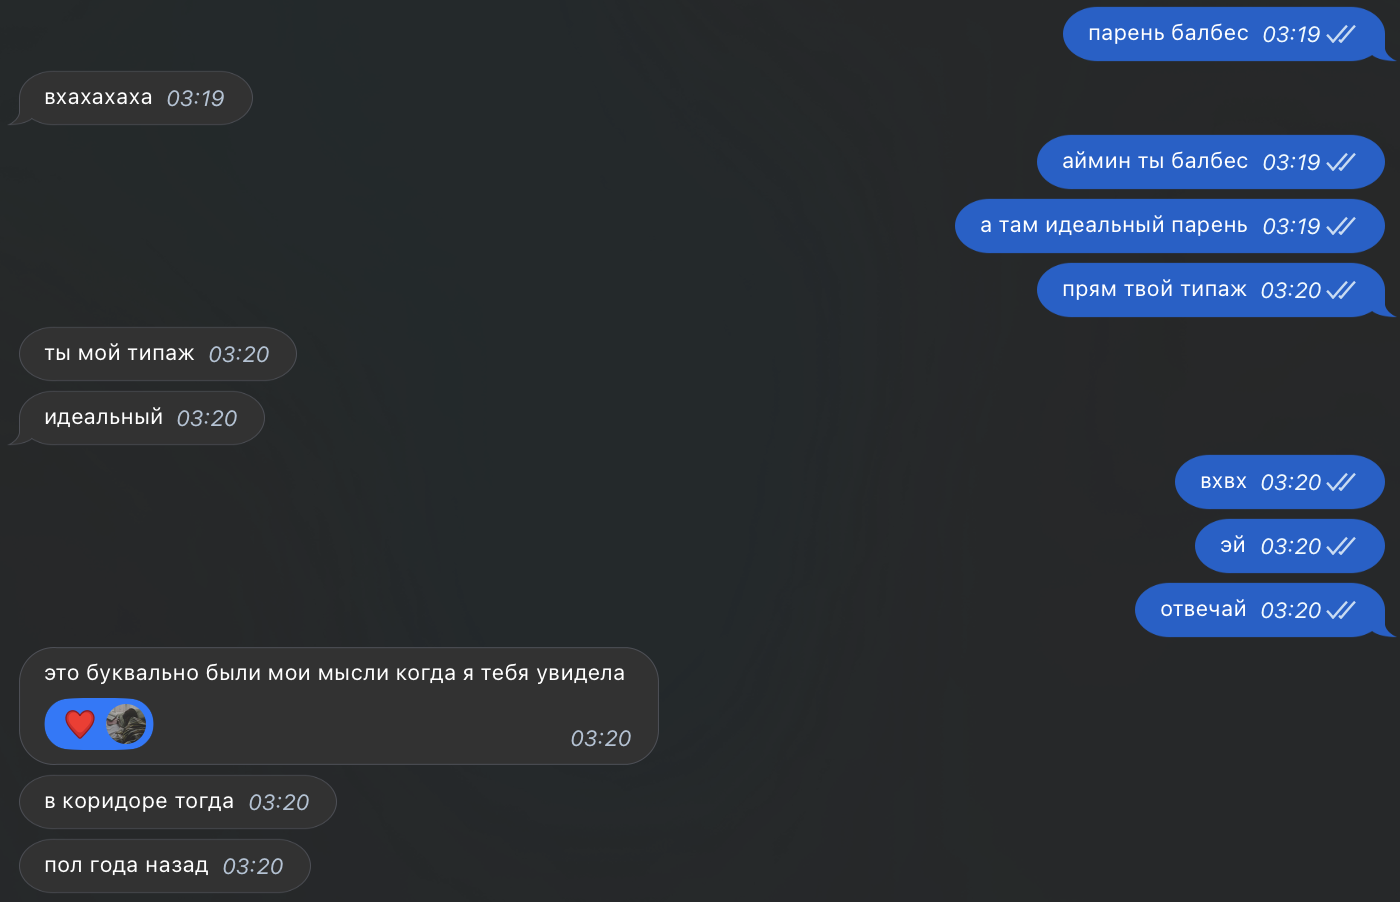 парень балбес 03:19
вхахахаха 03:19
аймин ты балбес 03:19
а там идеальный парень 03:19
прям твой типаж 03:20
ты мой типаж 03:20
идеальный 03:20
вхвх 03:20
эй 03:20
отвечай 03:20
это буквально были мои мысли когда я тебя увидела
03:20
в коридоре тогда 03:20
пол года назад 03:20